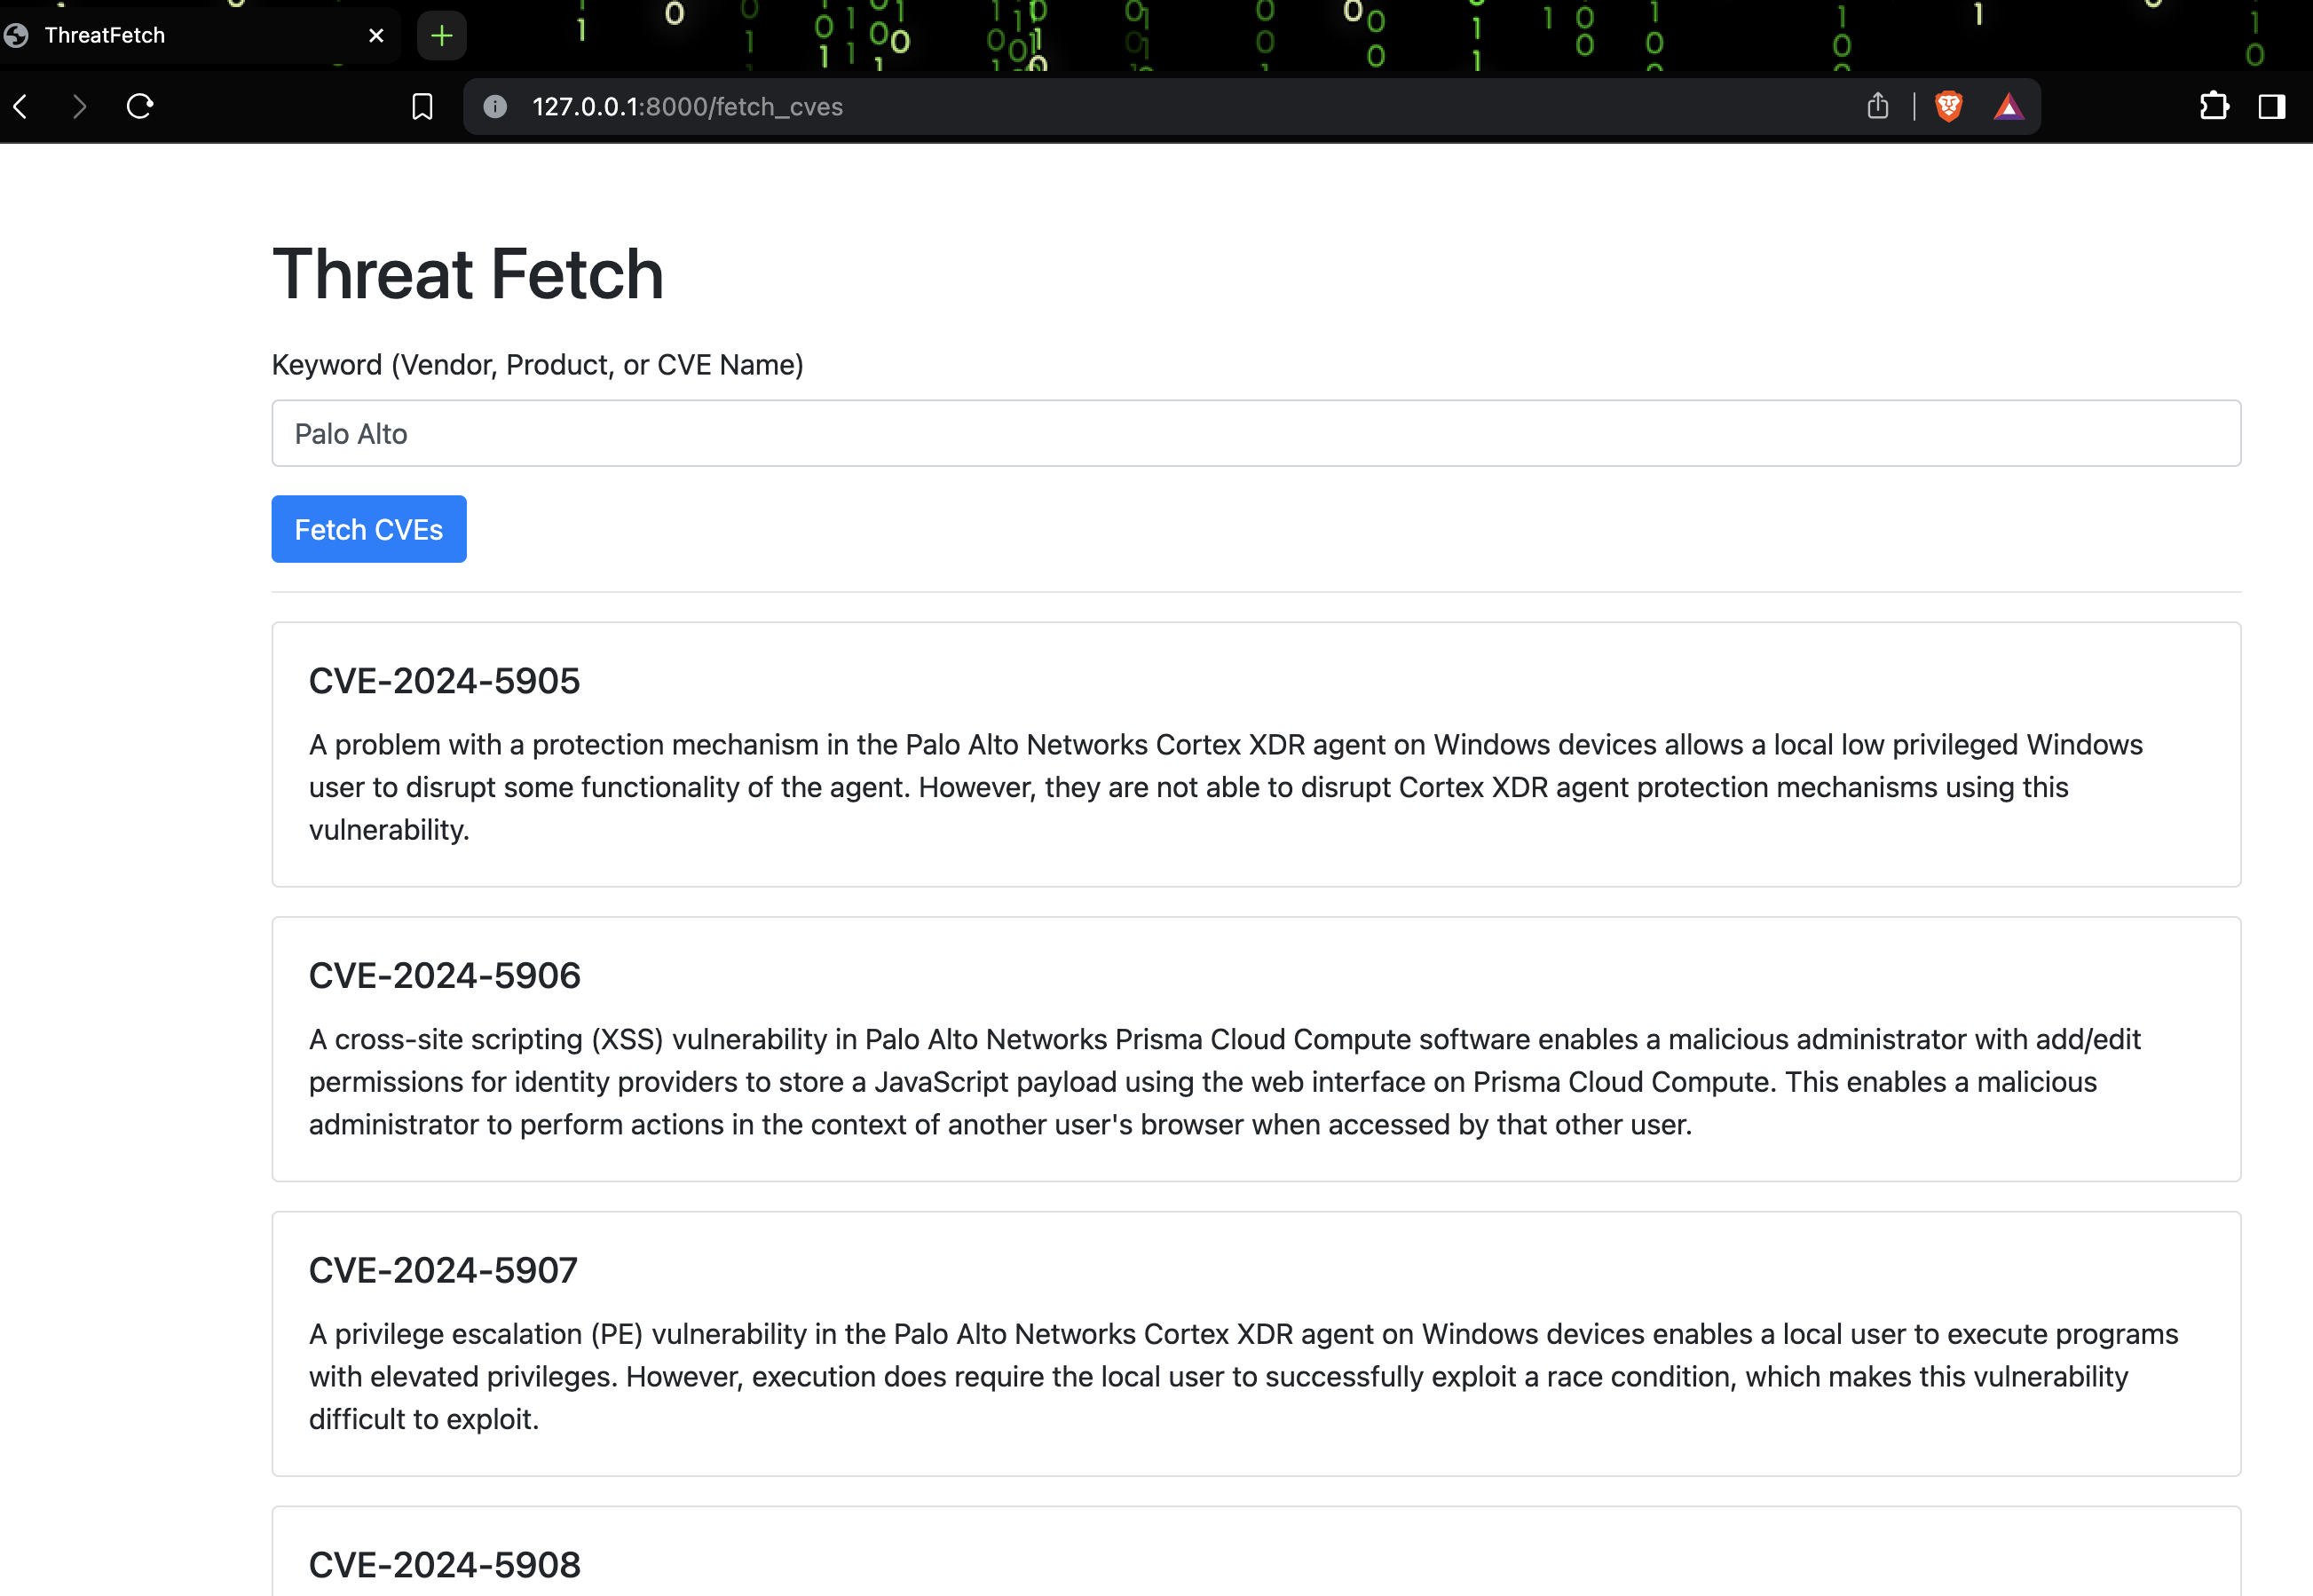 ThreatFetch
127.0.0.1:8000/fetch_cves
Threat Fetch
Keyword (Vendor, Product, or CVE Name)
Palo Alto
Fetch CVEs
CVE-2024-5905
A problem with a protection mechanism in the Palo Alto Networks Cortex XDR agent on Windows devices allows a local low privileged Windows
user to disrupt some functionality of the agent. However, they are not able to disrupt Cortex XDR agent protection mechanisms using this
vulnerability.
CVE-2024-5906
A cross-site scripting (XSS) vulnerability in Palo Alto Networks Prisma Cloud Compute software enables a malicious administrator with add/edit
permissions for identity providers to store a JavaScript payload using the web interface on Prisma Cloud Compute. This enables a malicious
administrator to perform actions in the context of another user's browser when accessed by that other user.
CVE-2024-5907
A privilege escalation (PE) vulnerability in the Palo Alto Networks Cortex XDR agent on Windows devices enables a local user to execute programs
with elevated privileges. However, execution does require the local user to successfully exploit a race condition, which makes this vulnerability
difficult to exploit.
CVE-2024-5908